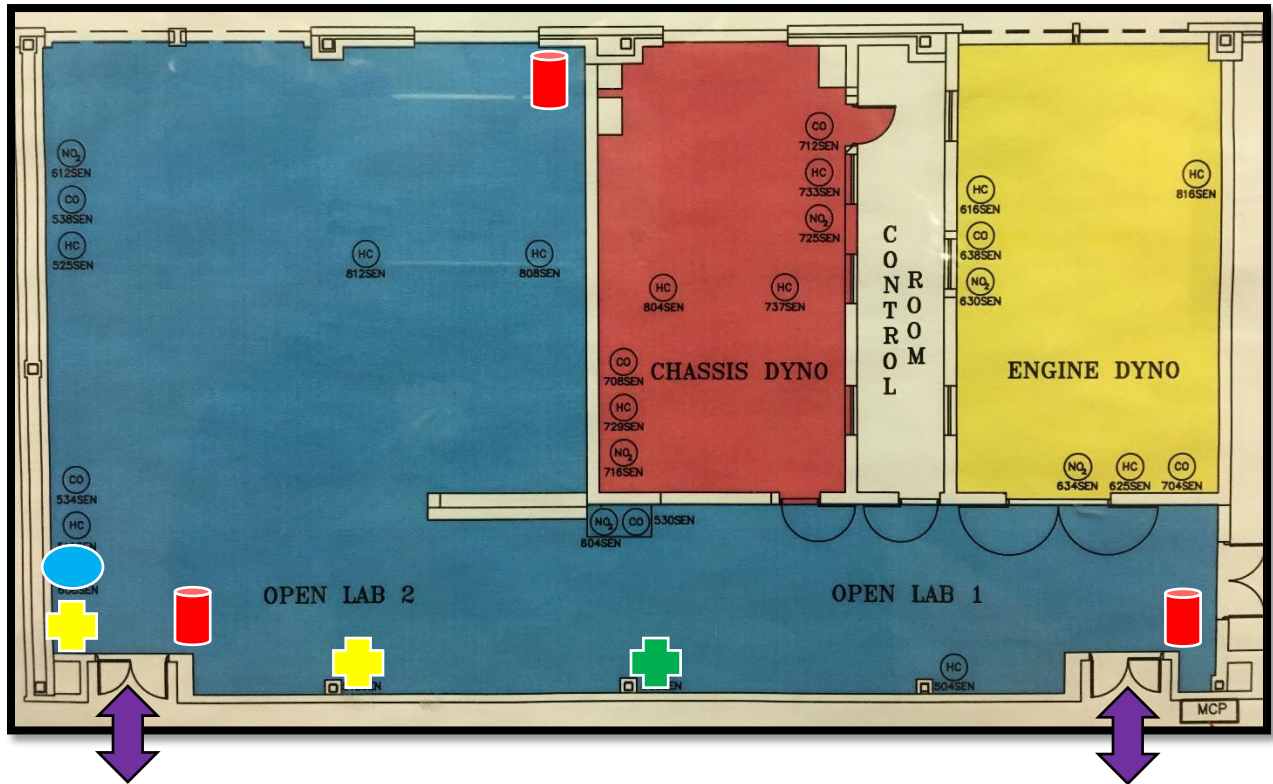 NO₂
612SEN
CO
538SEN
HC
525SEN
HC
812SEN
HC
808SEN
CO
534SEN
HC
OPEN LAB 2
CO
712SEN
HC
733SEN
NO₂
725SEN
HC
804SEN
HC
737SEN
CO
708SEN
CHASSIS DYNO
HC
729SEN
NO₂
716SEN
NO₂
604SEN
CO
530SEN
CONTROL
ROOM
HC
616SEN
CO
638SEN
NO₂
630SEN
HC
816SEN
ENGINE DYNO
NO₂
634SEN
HC
625SEN
CO
704SEN
OPEN LAB 1
HC
504SEN
MCP